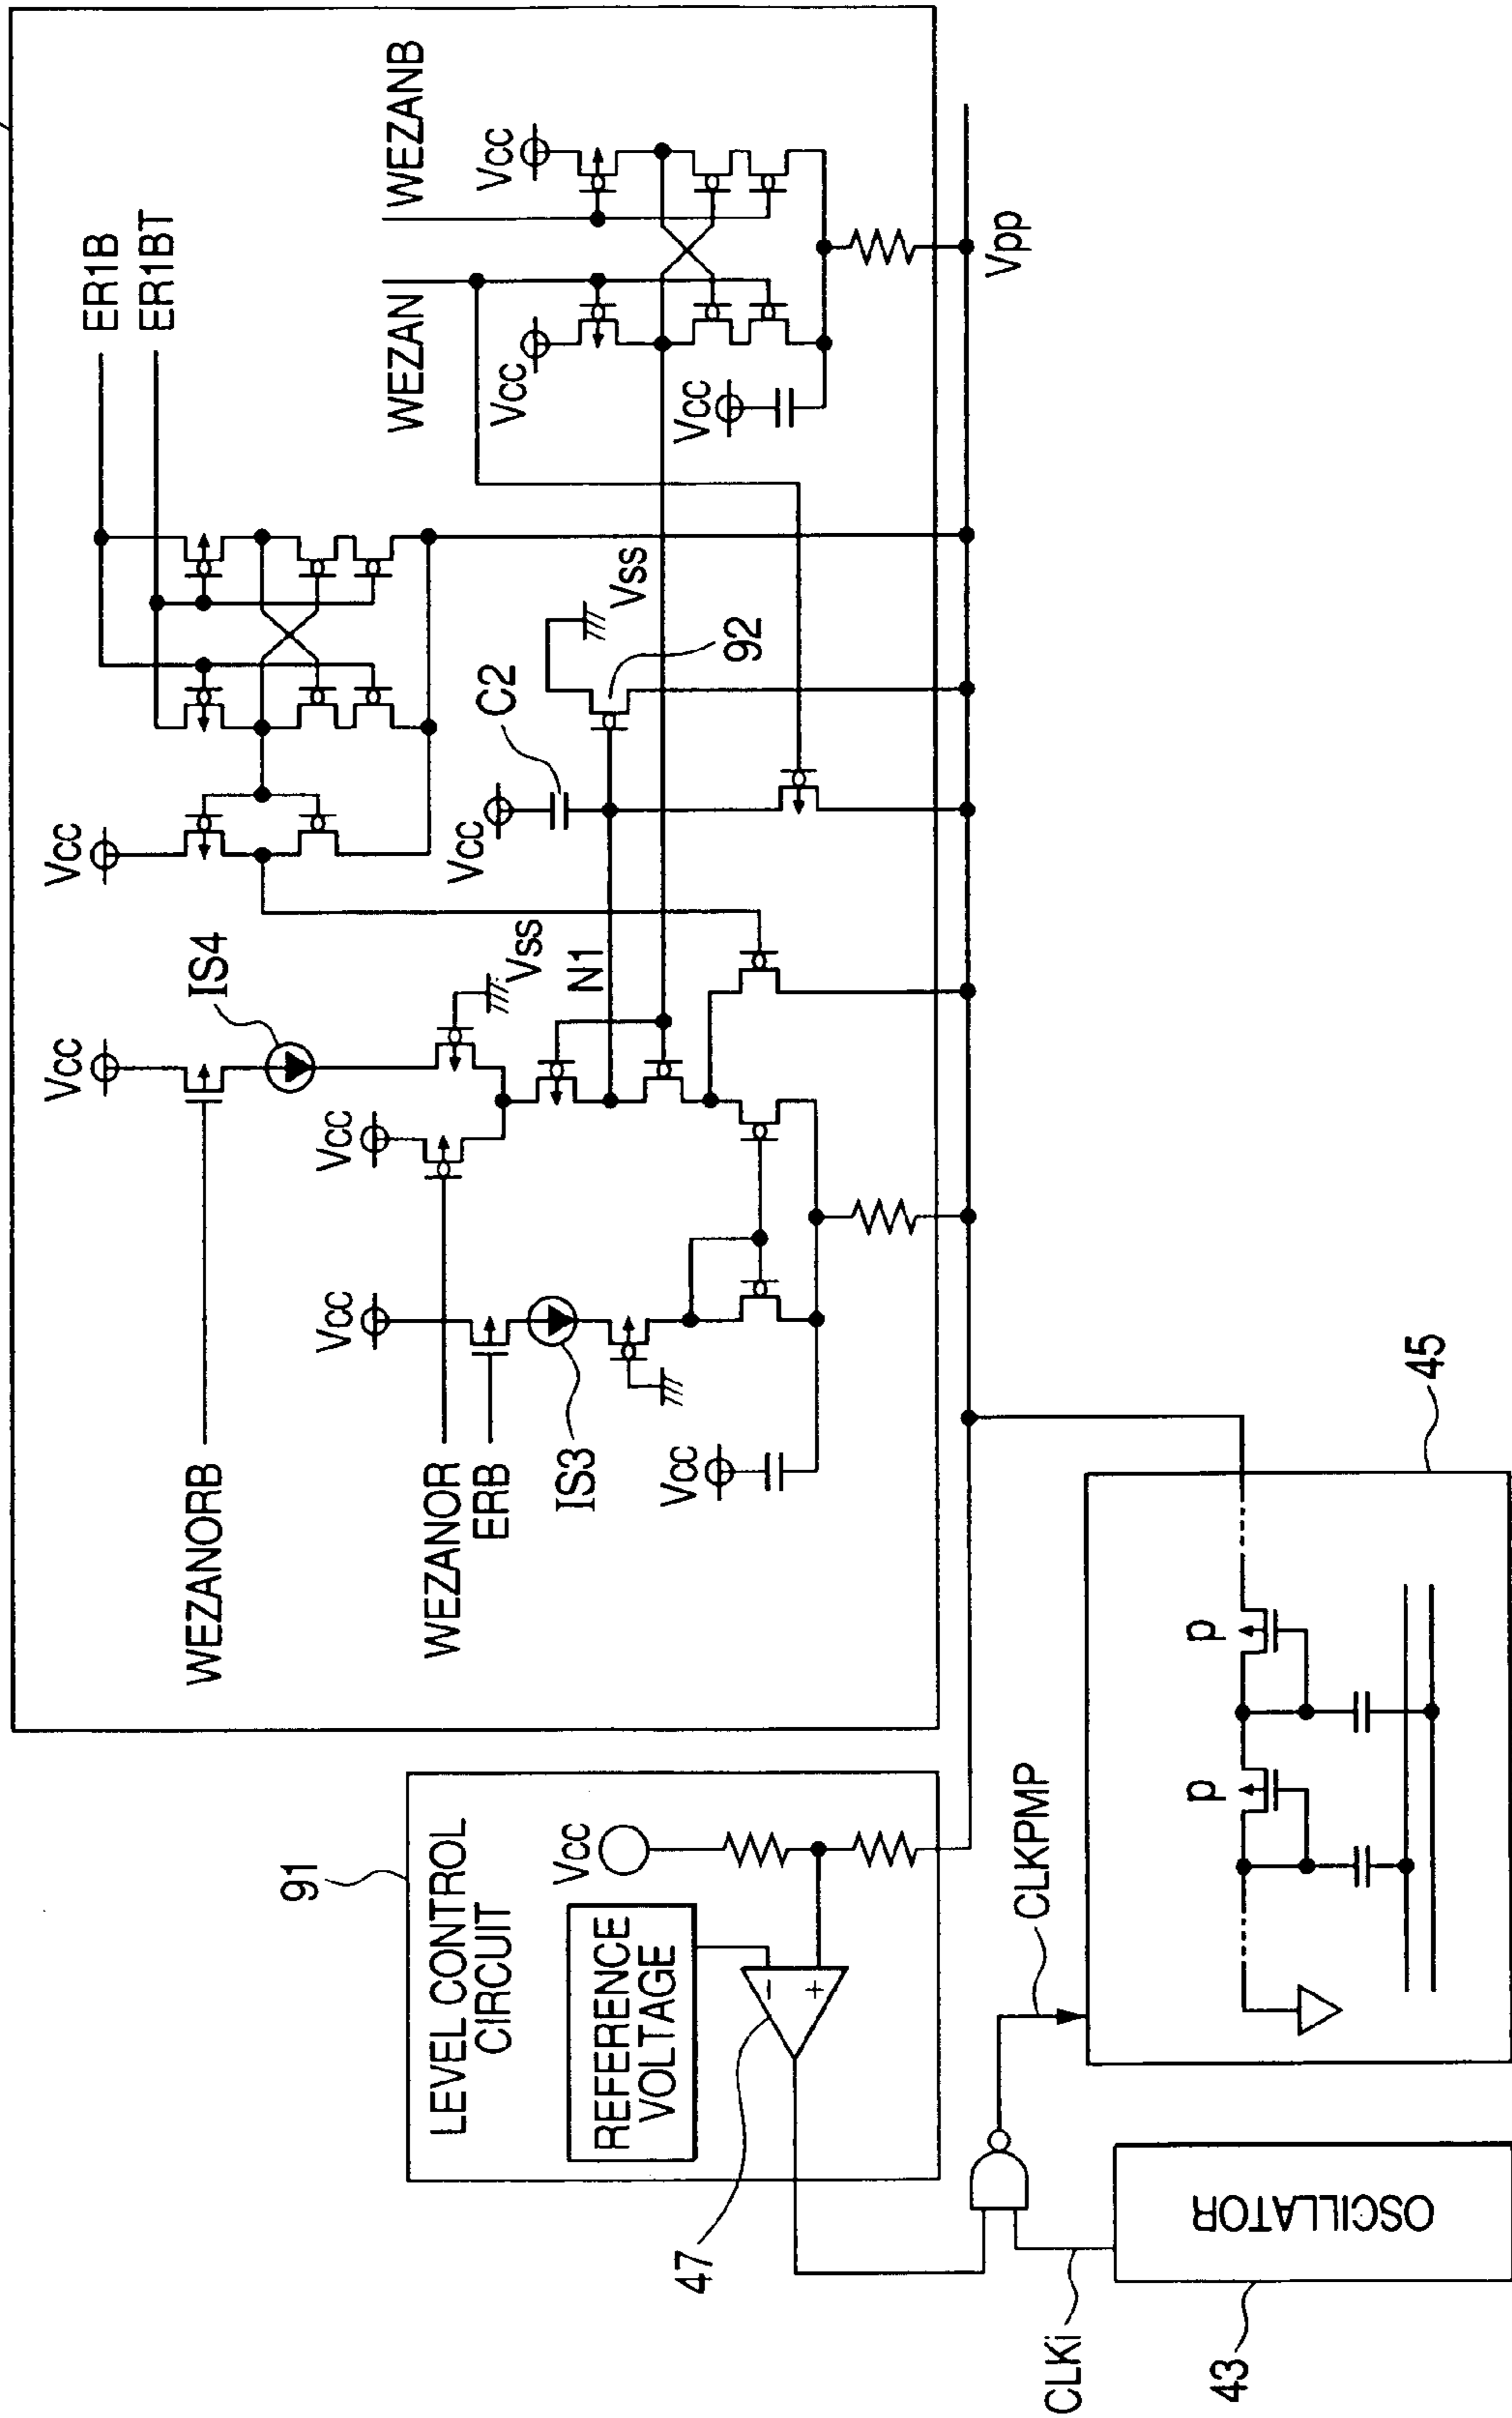 ER1B
ER1BT
WEZAN
WEZANB
Vcc
Vcc
Vcc
Vpp
Vcc
Vcc
C2
Vss
92
N1
Vcc
IS4
Vss
Vcc
Vcc
IS3
Vcc
WEZANORB
WEZANOR
ERB
91
LEVEL CONTROL
CIRCUIT
Vcc
REFERENCE
VOLTAGE
-
+
47
CLKPMP
45
p
p
CLKi
OSCILLATOR
43